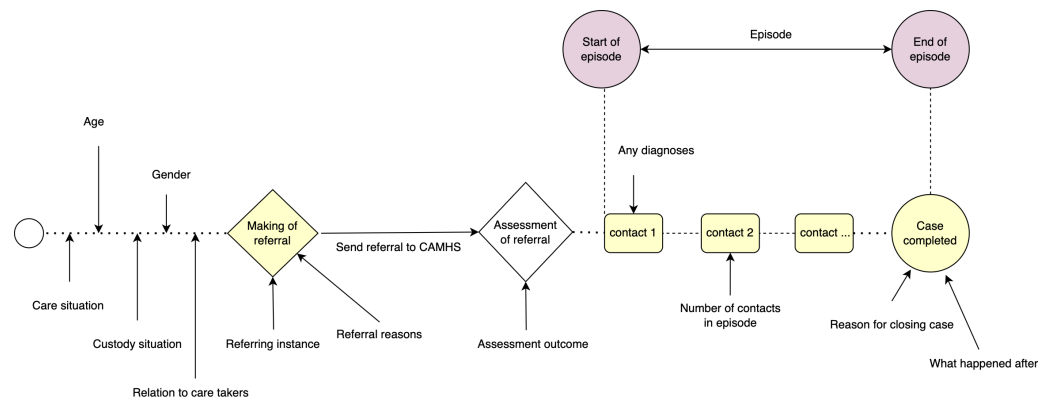 Start of
episode
Episode
End of
episode
Age
Any diagnoses
Gender
Making of
referral
Send referral to CAMHS
Assessment
of referral
contact 1
contact 2
contact ...
Case
completed
Care situation
Custody situation
Relation to care takers
Referring instance
Referral reasons
Assessment outcome
Number of contacts
in episode
Reason for closing case
What happened after